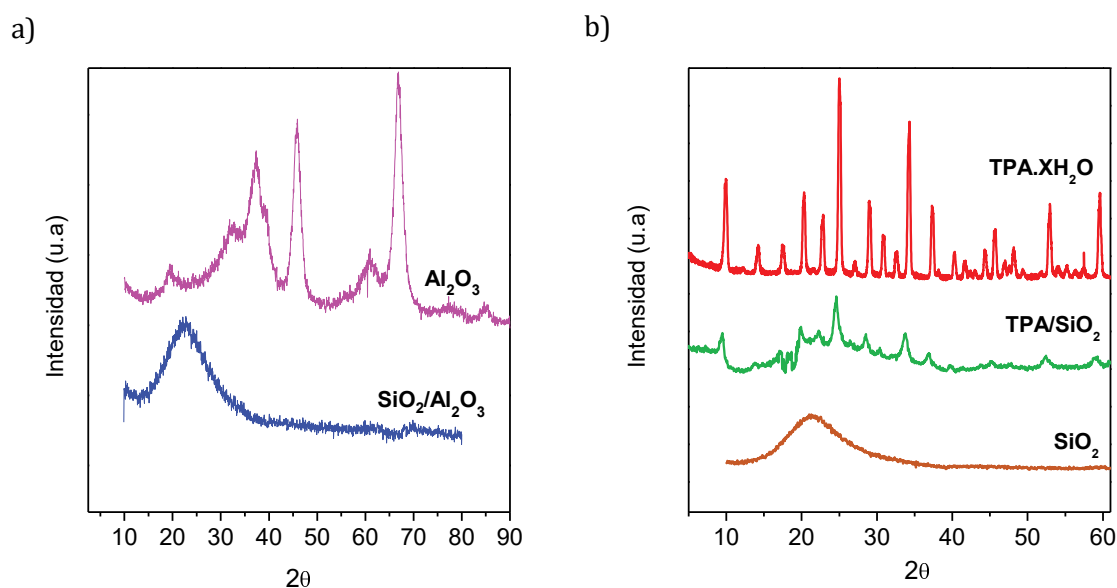 a)
b)
Intensidad (u.a)
Al₂O₃
SiO₂/Al₂O₃
10 20 30 40 50 60 70 80 90
2θ
Intensidad (u.a)
TPA.XH₂O
TPA/SiO₂
SiO₂
10 20 30 40 50 60
2θ